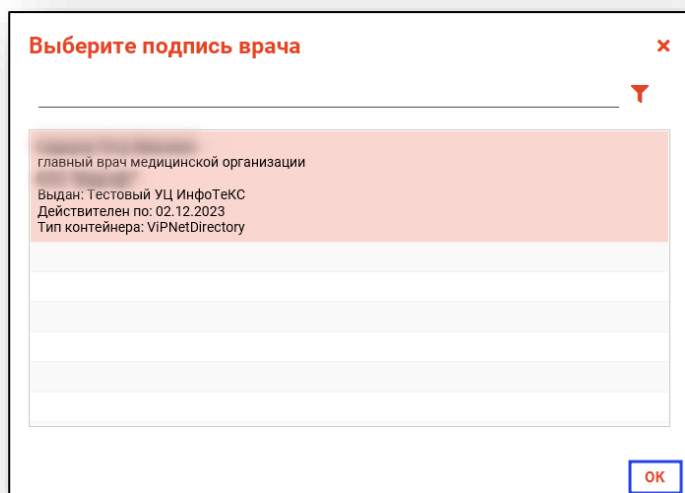 Выберите подпись врача
главный врач медицинской организации
Выдан: Тестовый УЦ ИнфоТеКС
Действителен по: 02.12.2023
Тип контейнера: ViPNetDirectory
ОК